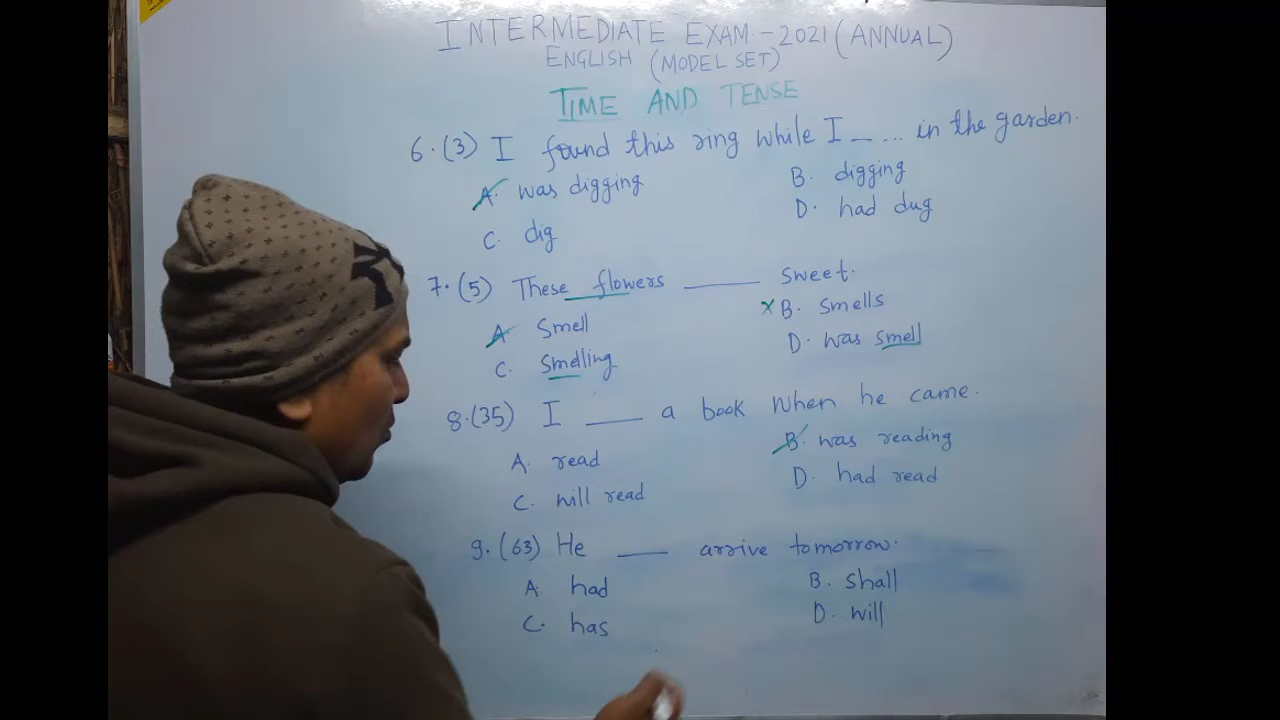 INTERMEDIATE EXAM - 2021 (ANNUAL)
ENGLISH (MODEL SET)
TIME AND TENSE
6. (3) I found this ring while I _ ... in the garden.
A. was digging B. digging
C. dig D. had dug
7. (5) These flowers ____ sweet.
A. Smell x B. Smells
C. Smelling D. was smell
8. (35) I ____ a book when he came.
A. read B. was reading
C. will read D. had read
9. (63) He ____ arrive tomorrow.
A. had B. shall
C. has D. will